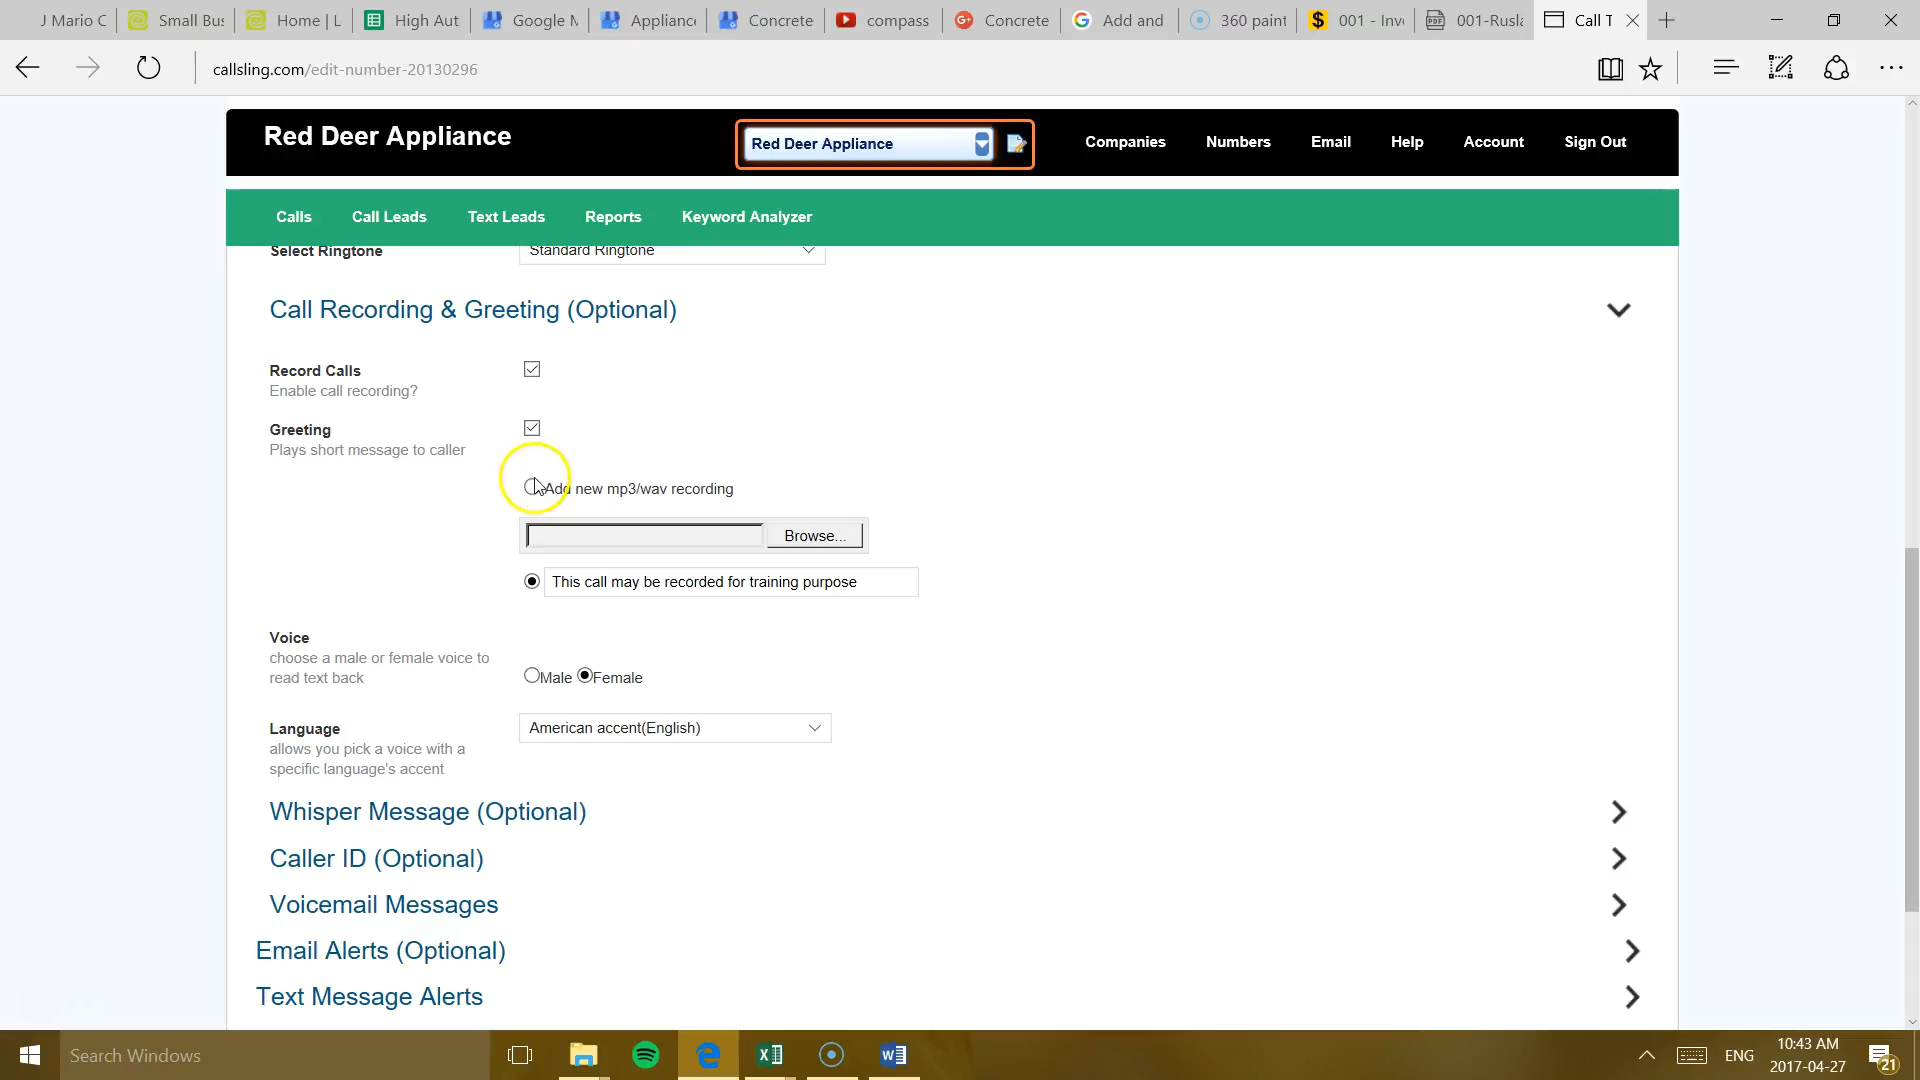 J Mario C
Small Bus
Home | L
High Aut
Google M
Appliance
Concrete
compass
Concrete
Add and
360 paint
001 - Inv
001-Rusla
Call T
callsling.com/edit-number-20130296
Red Deer Appliance
Red Deer Appliance
Companies
Numbers
Email
Help
Account
Sign Out
Calls
Call Leads
Text Leads
Reports
Keyword Analyzer
Select Ringtone
Standard Ringtone
Call Recording & Greeting (Optional)
Record Calls
Enable call recording?
Greeting
Plays short message to caller
Add new mp3/wav recording
Browse...
This call may be recorded for training purpose
Voice
choose a male or female voice to
read text back
Male
Female
Language
American accent(English)
allows you pick a voice with a
specific language's accent
Whisper Message (Optional)
Caller ID (Optional)
Voicemail Messages
Email Alerts (Optional)
Text Message Alerts
Search Windows
ENG
10:43 AM
2017-04-27
21